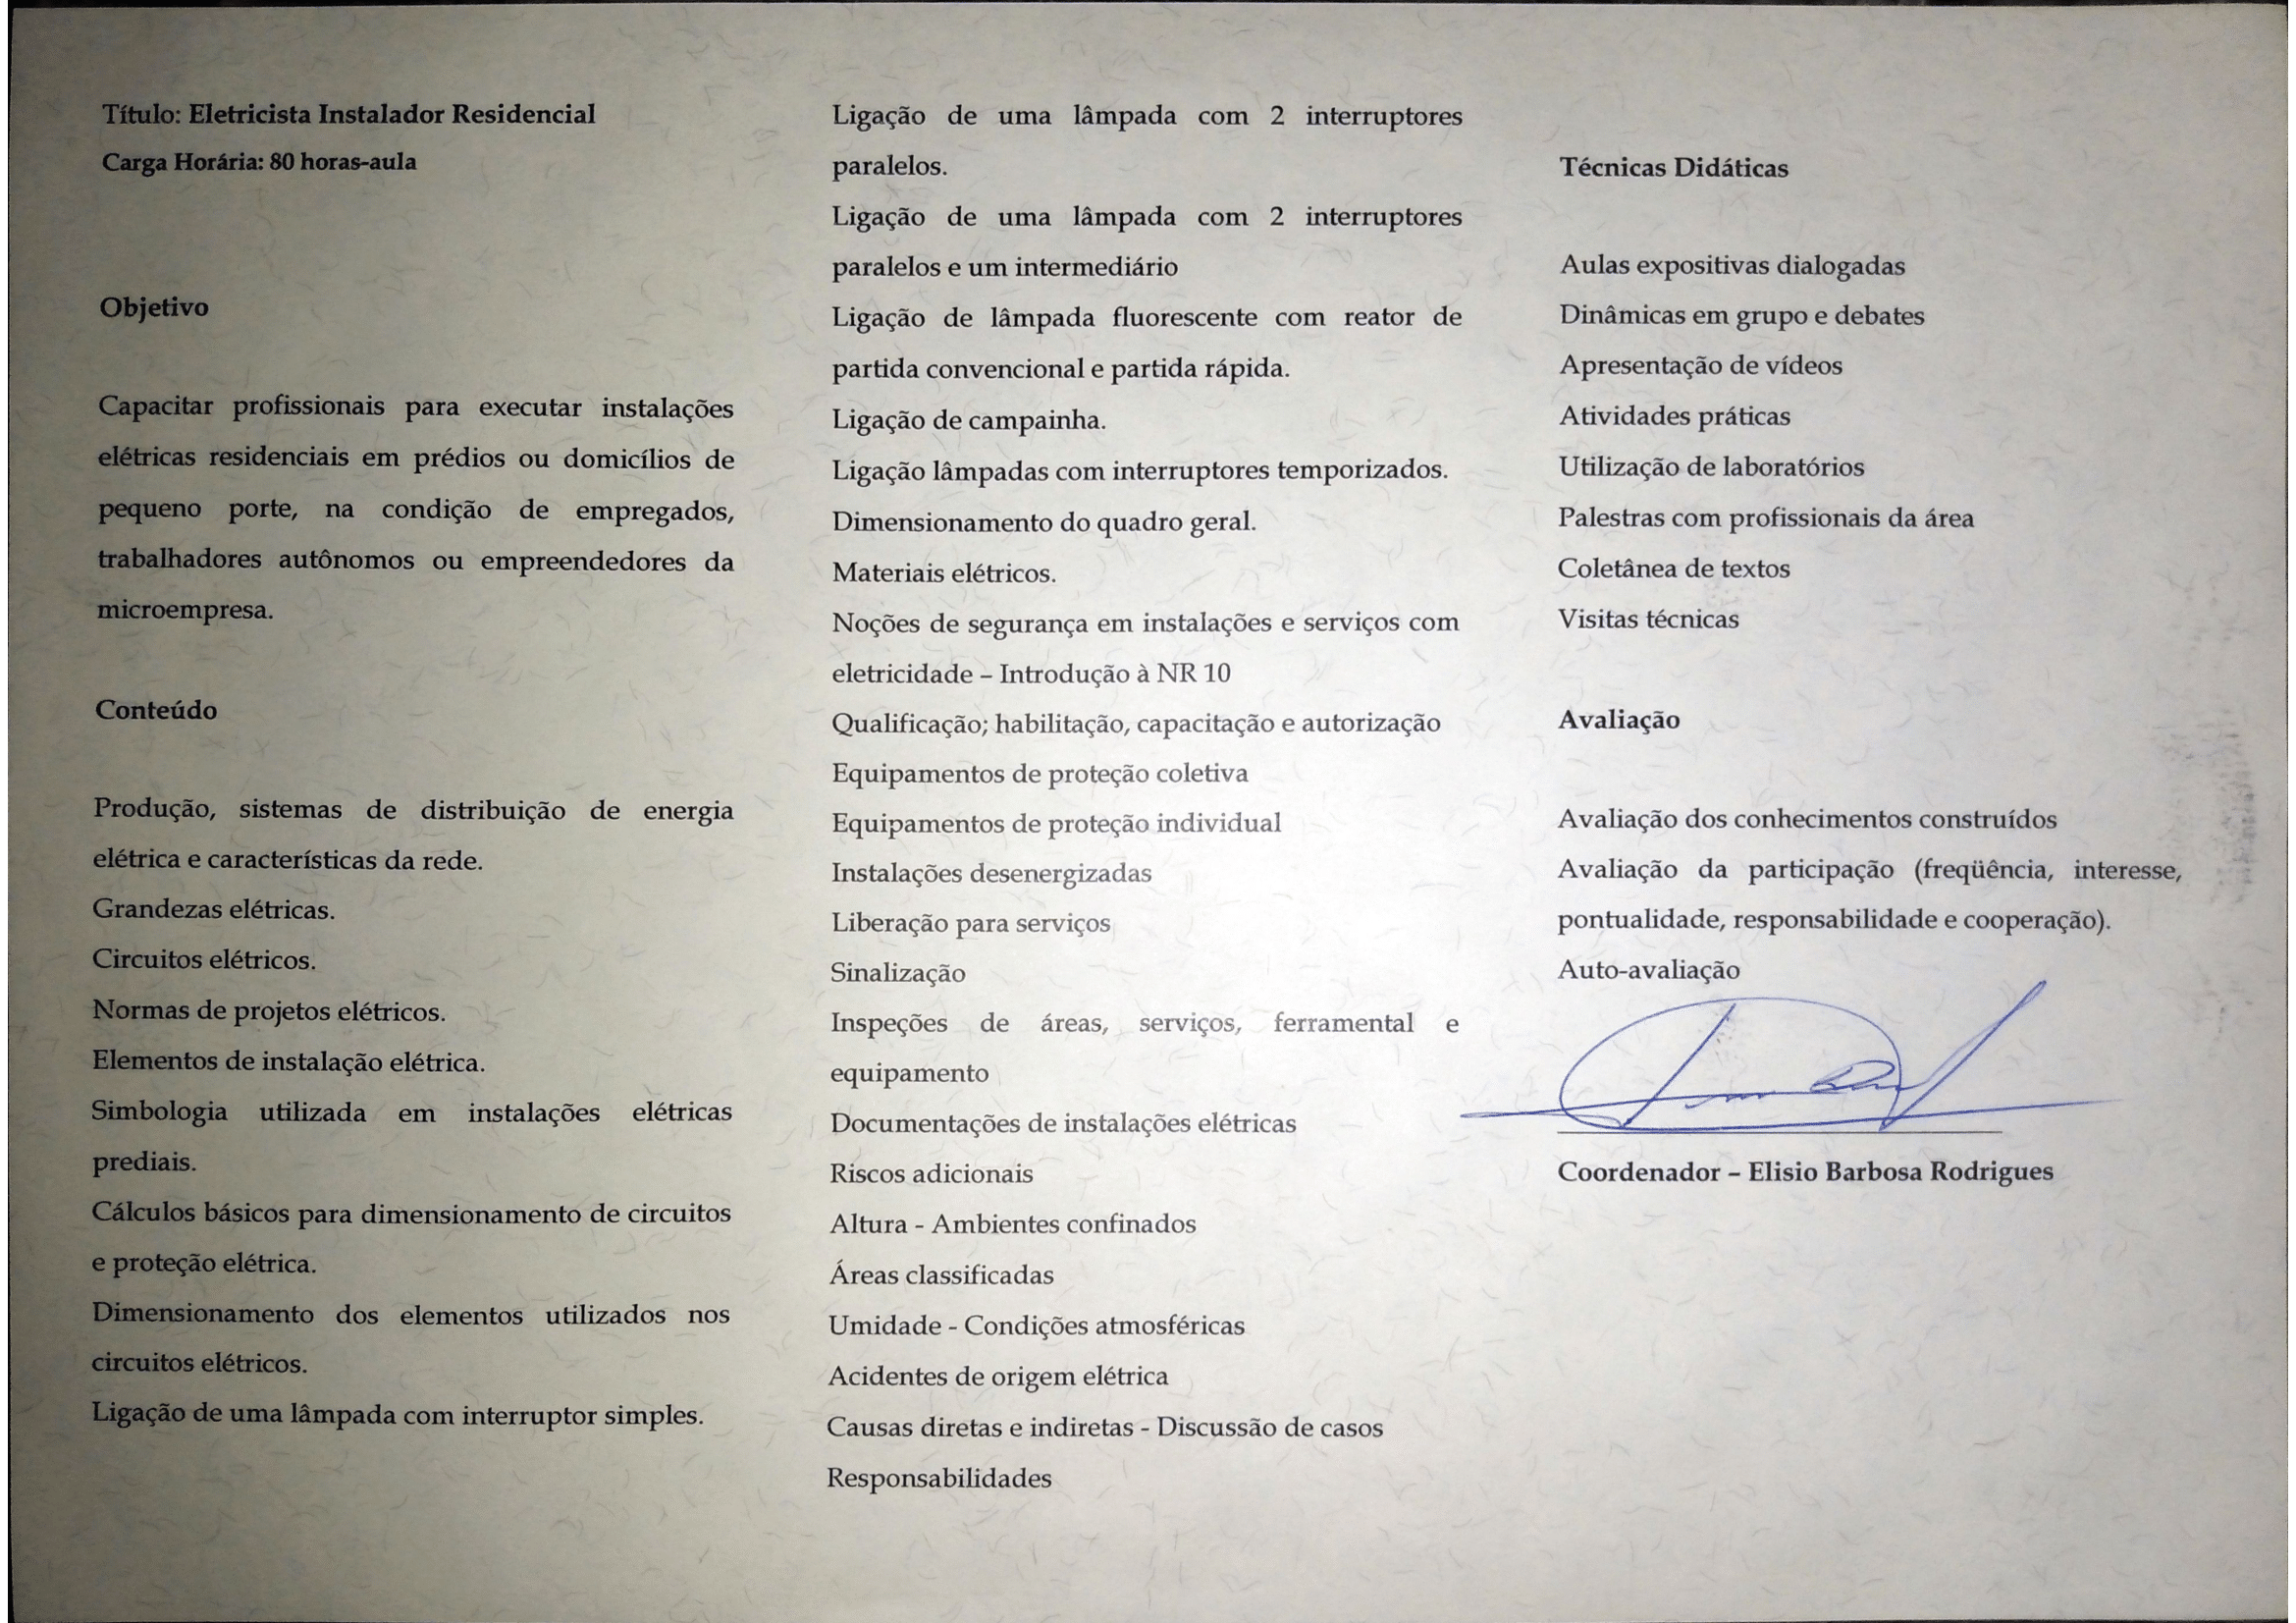 Título: Eletricista Instalador Residencial
Carga Horária: 80 horas-aula
Objetivo
Capacitar profissionais para executar instalações
elétricas residenciais em prédios ou domicílios de
pequeno porte, na condição de empregados,
trabalhadores autônomos ou empreendedores da
microempresa.
Conteúdo
Produção, sistemas de distribuição de energia
elétrica e características da rede.
Grandezas elétricas.
Circuitos elétricos.
Normas de projetos elétricos.
Elementos de instalação elétrica.
Simbologia utilizada em instalações elétricas
prediais.
Cálculos básicos para dimensionamento de circuitos
e proteção elétrica.
Dimensionamento dos elementos utilizados nos
circuitos elétricos.
Ligação de uma lâmpada com interruptor simples.
Ligação de uma lâmpada com 2 interruptores
paralelos.
Ligação de uma lâmpada com 2 interruptores
paralelos e um intermediário
Ligação de lâmpada fluorescente com reator de
partida convencional e partida rápida.
Ligação de campainha.
Ligação lâmpadas com interruptores temporizados.
Dimensionamento do quadro geral.
Materiais elétricos.
Noções de segurança em instalações e serviços com
eletricidade – Introdução à NR 10
Qualificação; habilitação, capacitação e autorização
Equipamentos de proteção coletiva
Equipamentos de proteção individual
Instalações desenergizadas
Liberação para serviços
Sinalização
Inspeções de áreas, serviços, ferramental e
equipamento
Documentações de instalações elétricas
Riscos adicionais
Altura - Ambientes confinados
Áreas classificadas
Umidade - Condições atmosféricas
Acidentes de origem elétrica
Causas diretas e indiretas - Discussão de casos
Responsabilidades
Técnicas Didáticas
Aulas expositivas dialogadas
Dinâmicas em grupo e debates
Apresentação de vídeos
Atividades práticas
Utilização de laboratórios
Palestras com profissionais da área
Coletânea de textos
Visitas técnicas
Avaliação
Avaliação dos conhecimentos construídos
Avaliação da participação (freqüência, interesse,
pontualidade, responsabilidade e cooperação).
Auto-avaliação
Coordenador – Elisio Barbosa Rodrigues